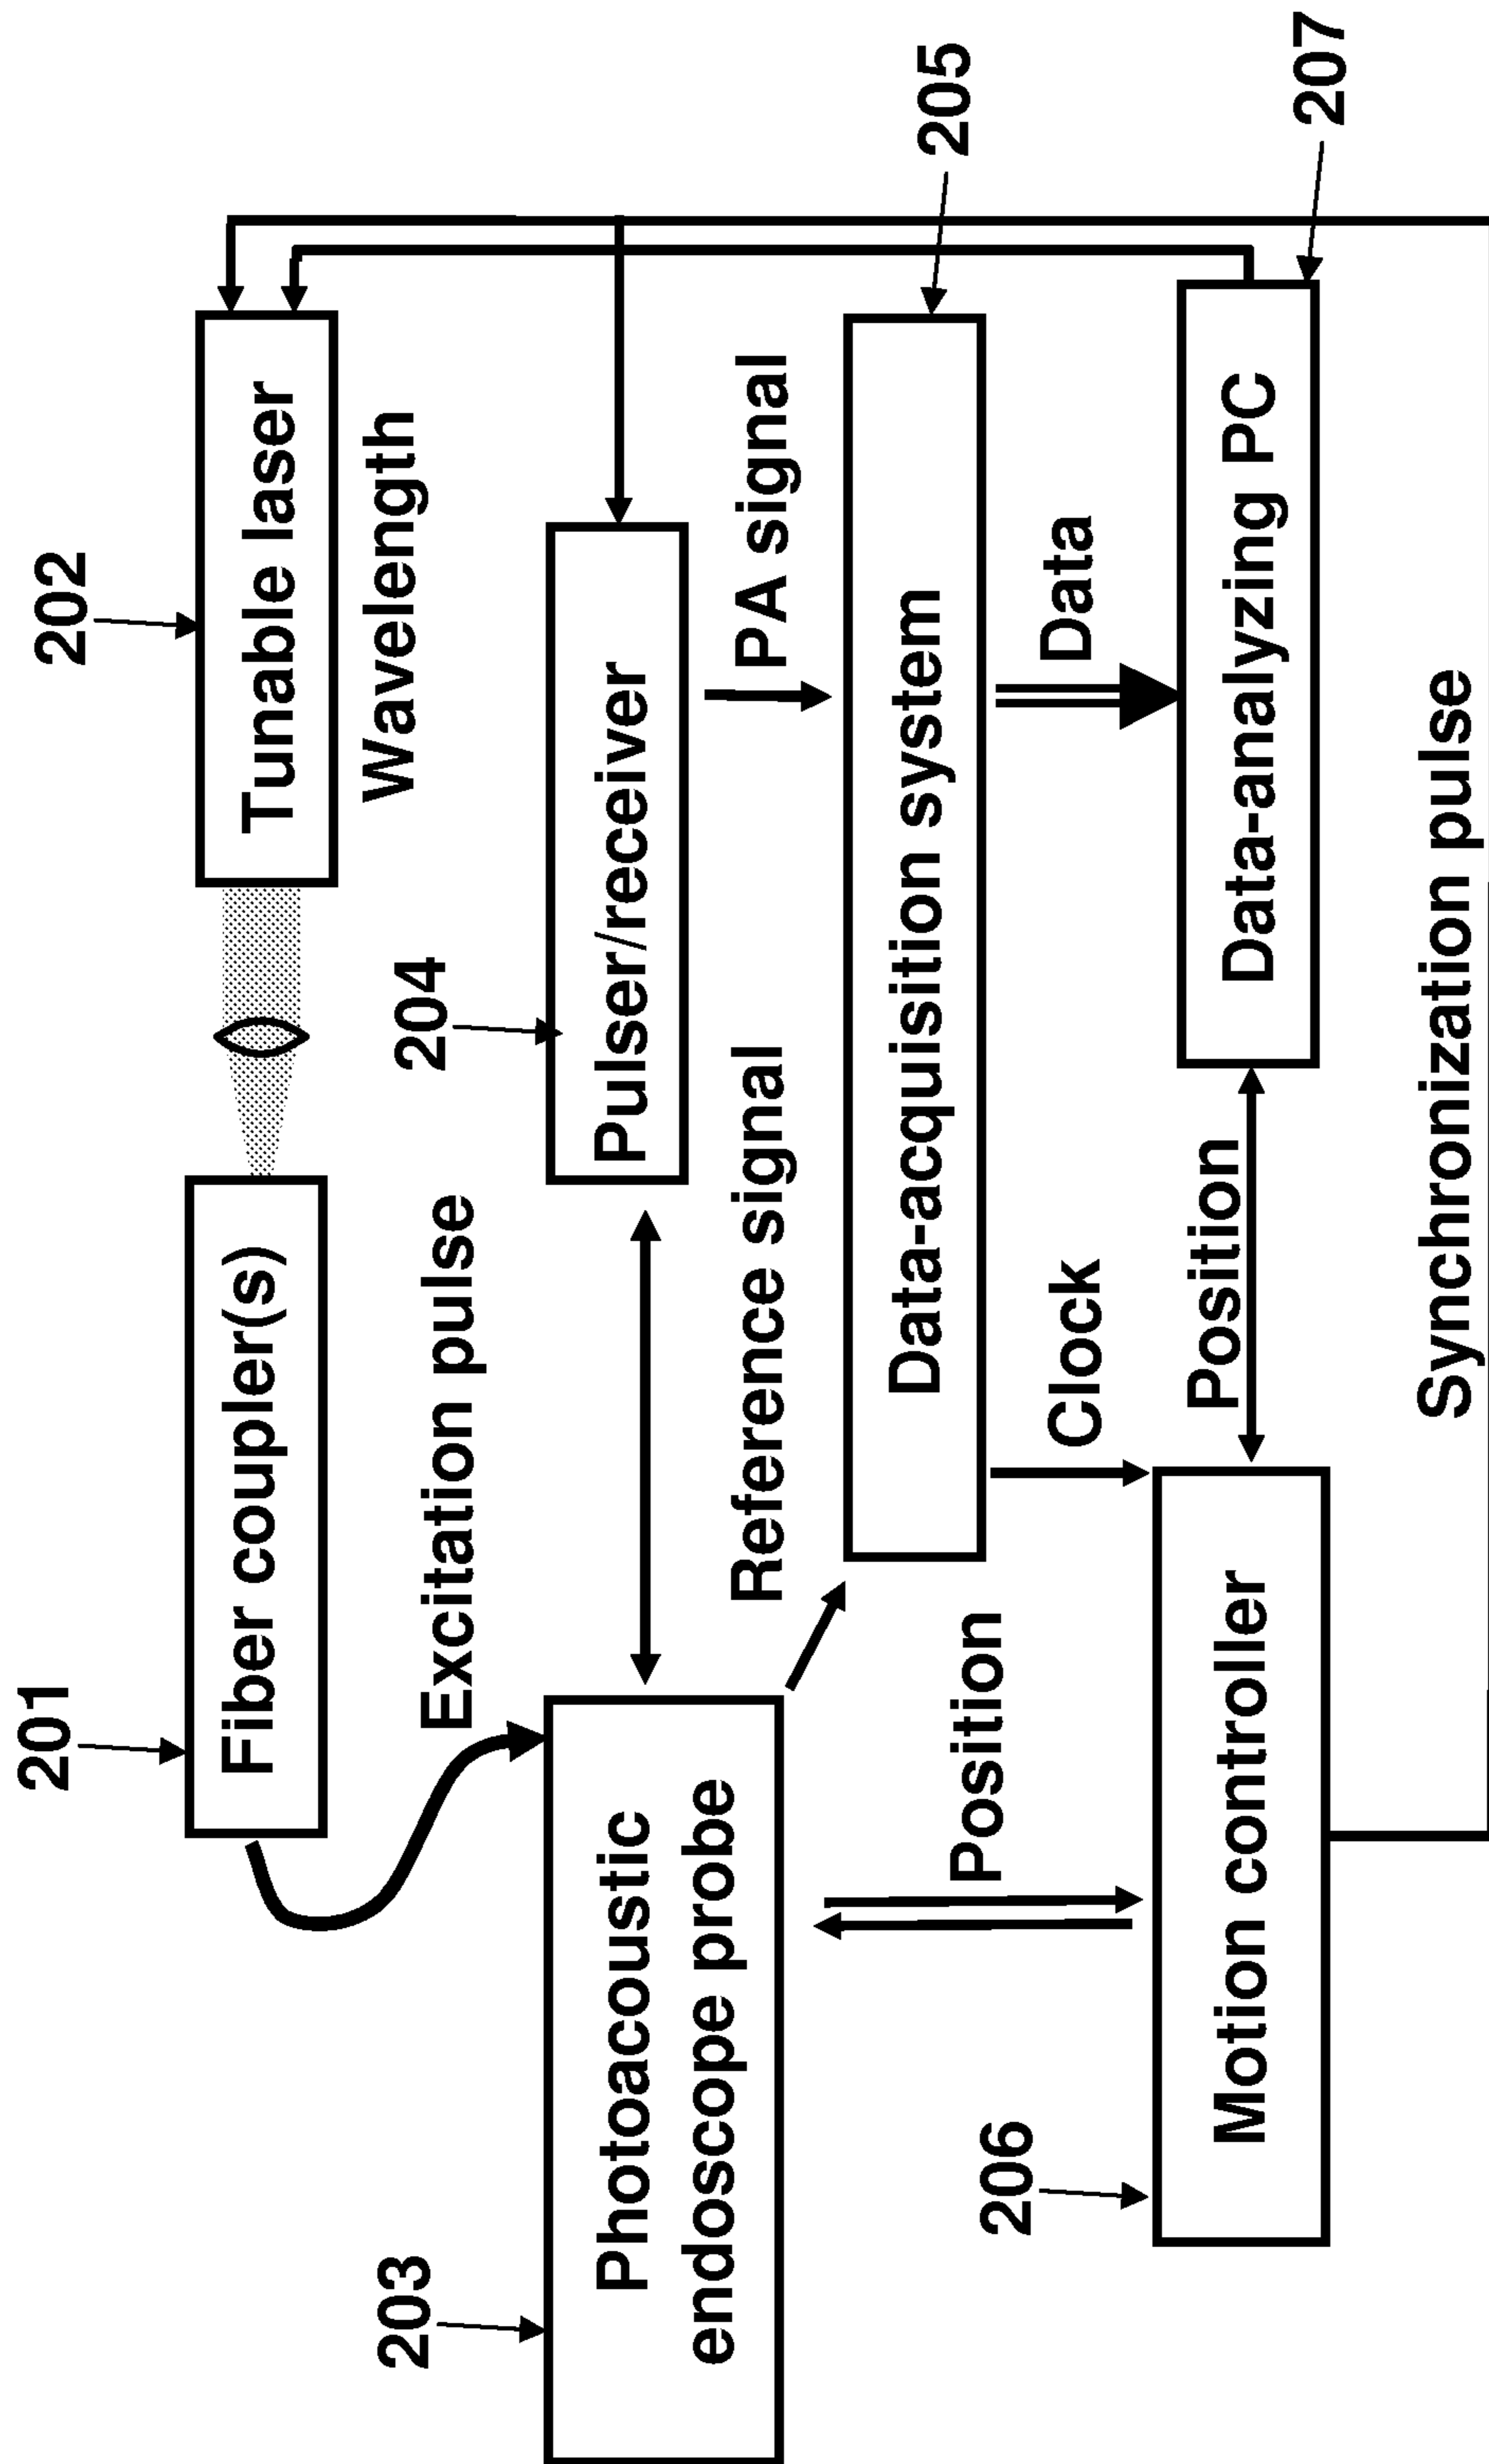 201
202
Fiber coupler(s)
Tunable laser
Wavelength
203
Excitation pulse
204
Photoacoustic
endoscope probe
Pulser/receiver
Reference signal
PA signal
205
Data-acquisition system
Position
206
Clock
Data
Motion controller
Position
Data-analyzing PC
207
Synchronization pulse